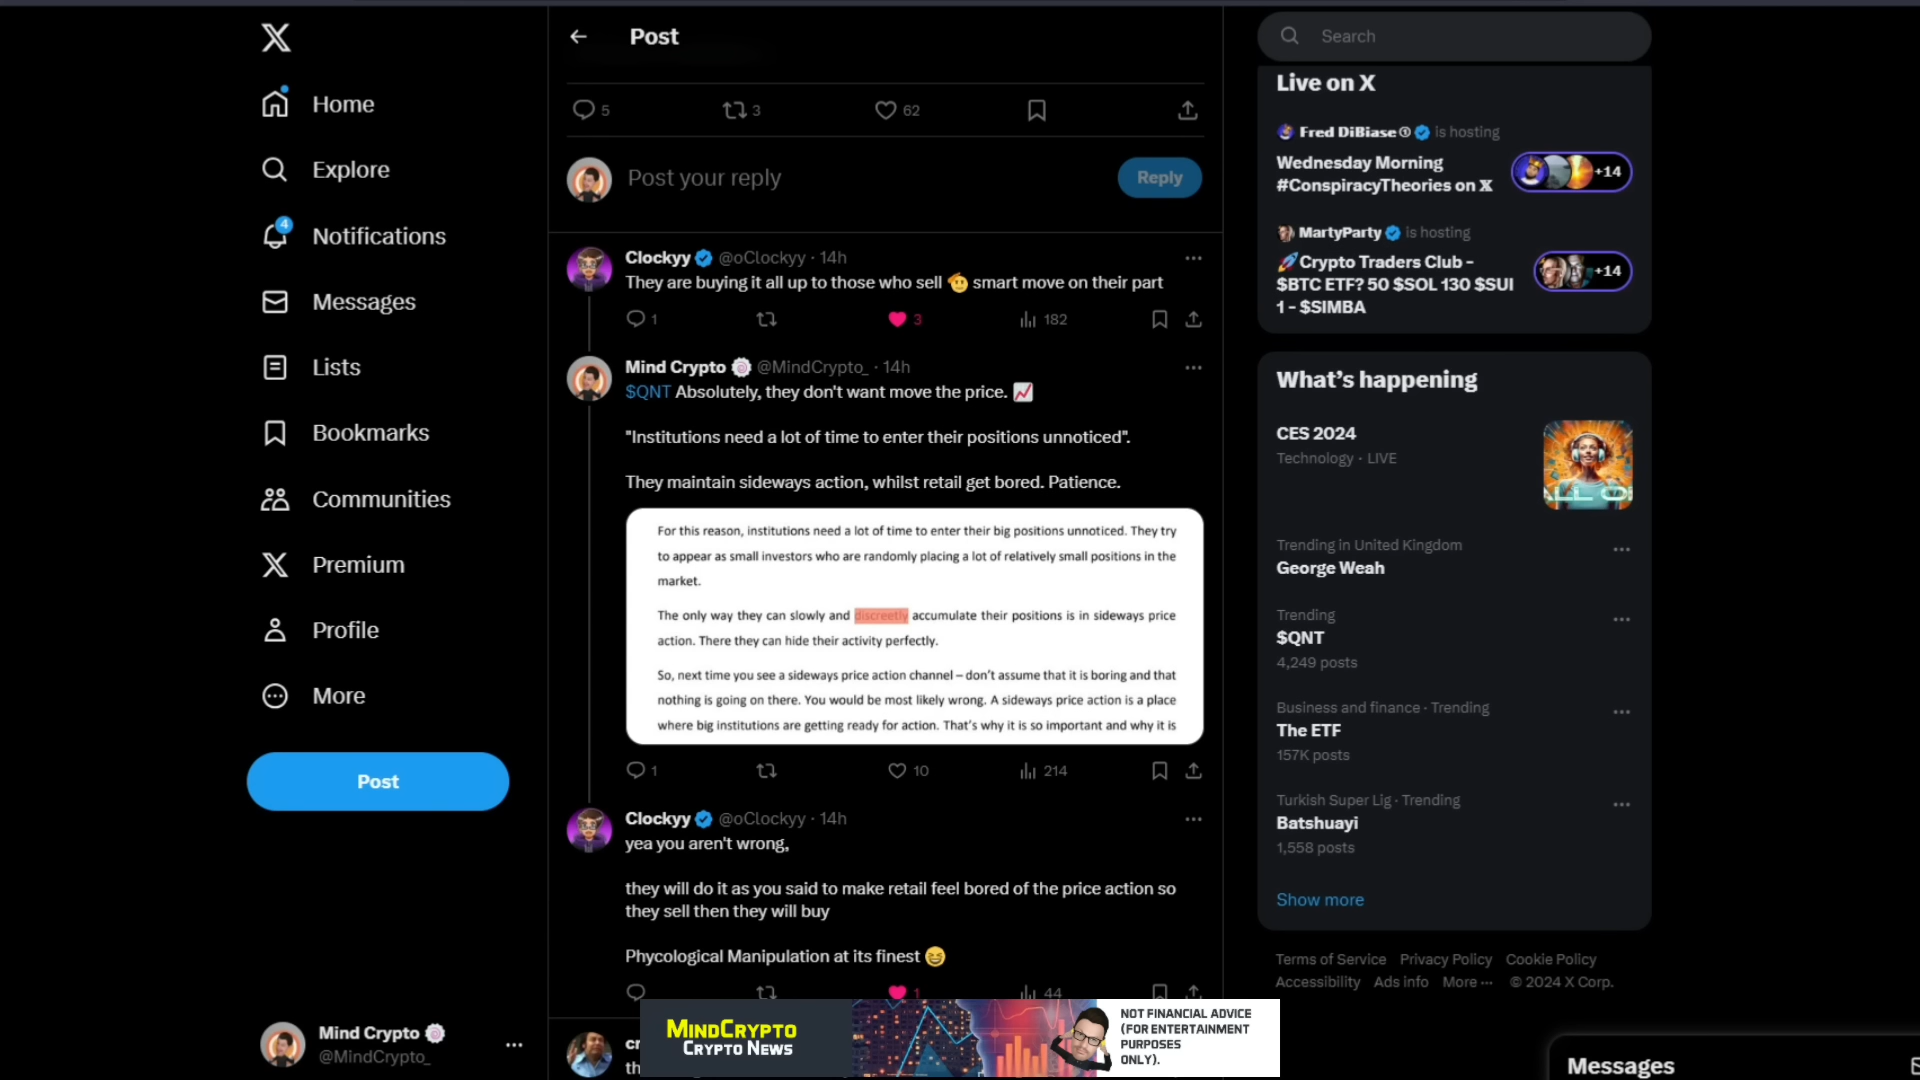 Home
Explore
4
Notifications
Messages
Lists
Bookmarks
Communities
Premium
Profile
More
Post
Mind Crypto
@MindCrypto_
Post
5 3 62
Post your reply
Reply
Clockyy @oClockyy · 14h
They are buying it all up to those who sell 🫡 smart move on their part
1 3 182
Mind Crypto 🍥 @MindCrypto_ · 14h
$QNT Absolutely, they don't want move the price. 📈
"Institutions need a lot of time to enter their positions unnoticed".
They maintain sideways action, whilst retail get bored. Patience.
For this reason, institutions need a lot of time to enter their big positions unnoticed. They try
to appear as small investors who are randomly placing a lot of relatively small positions in the
market.
The only way they can slowly and discreetly accumulate their positions is in sideways price
action. There they can hide their activity perfectly.
So, next time you see a sideways price action channel – don't assume that it is boring and that
nothing is going on there. You would be most likely wrong. A sideways price action is a place
where big institutions are getting ready for action. That's why it is so important and why it is
1 10 214
Clockyy @oClockyy · 14h
yea you aren't wrong,
they will do it as you said to make retail feel bored of the price action so
they sell then they will buy
Phycological Manipulation at its finest 😆
1 44
MindCrypto
Crypto News
NOT FINANCIAL ADVICE
(FOR ENTERTAINMENT
PURPOSES
ONLY).
Search
Live on X
Fred DiBiase is hosting
Wednesday Morning
#ConspiracyTheories on X
+14
MartyParty is hosting
🚀Crypto Traders Club -
$BTC ETF? 50 $SOL 130 $SUI
1 - $SIMBA
+14
What's happening
CES 2024
Technology · LIVE
Trending in United Kingdom
George Weah
Trending
$QNT
4,249 posts
Business and finance · Trending
The ETF
157K posts
Turkish Super Lig · Trending
Batshuayi
1,558 posts
Show more
Terms of Service Privacy Policy Cookie Policy
Accessibility Ads info More ··· © 2024 X Corp.
Messages